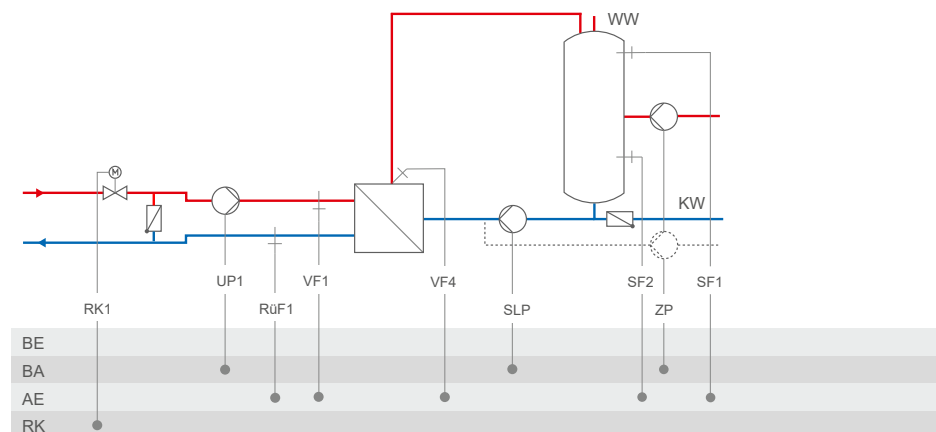 WW
M
KW
UP1 VF1 VF4 SF2 SF1
RK1 RüF1 SLP ZP
BE
BA
AE
RK